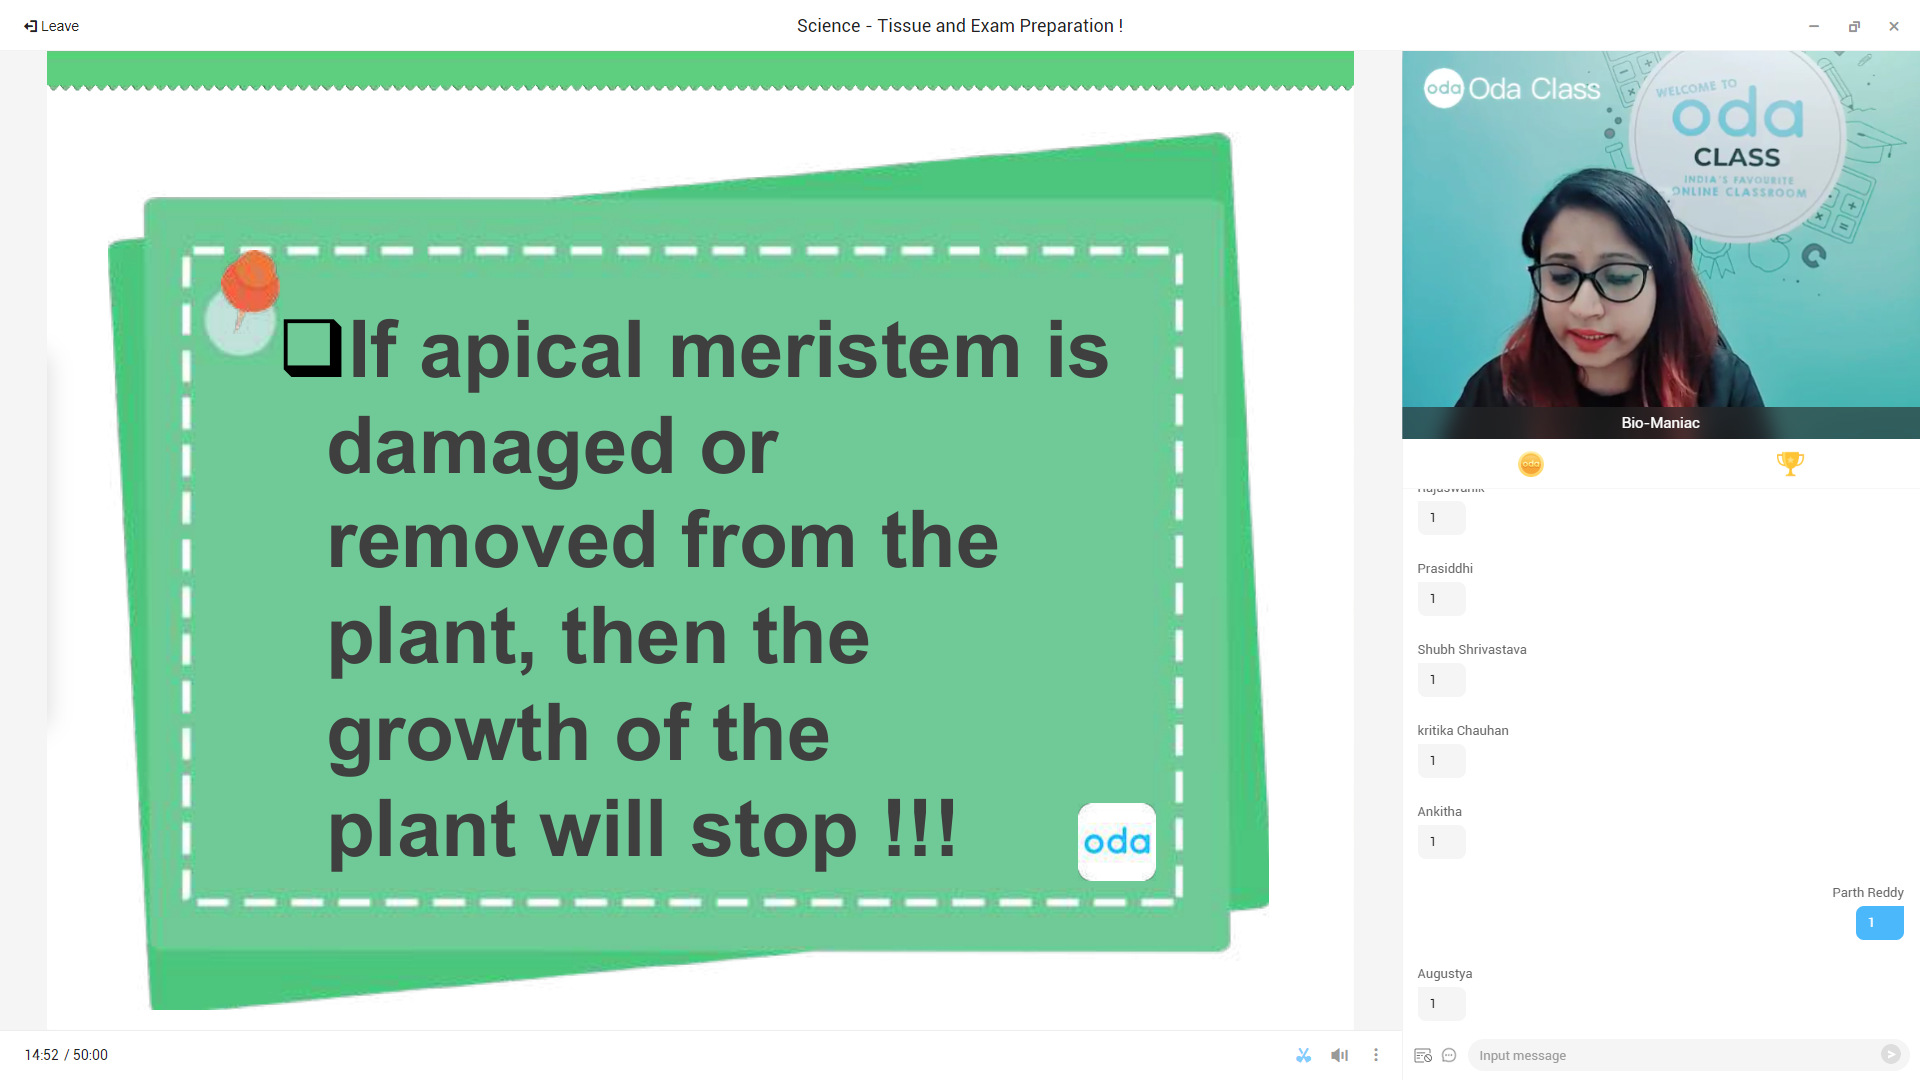 Leave
Science - Tissue and Exam Preparation !
If apical meristem is
damaged or
removed from the
plant, then the
growth of the
plant will stop !!!
oda
14:52 / 50:00
oda Oda Class
WELCOME TO
oda
CLASS
INDIA'S FAVOURITE
ONLINE CLASSROOM
Bio-Maniac
oda
1
Prasiddhi
1
Shubh Shrivastava
1
kritika Chauhan
1
Ankitha
1
Parth Reddy
1
Augustya
1
Input message